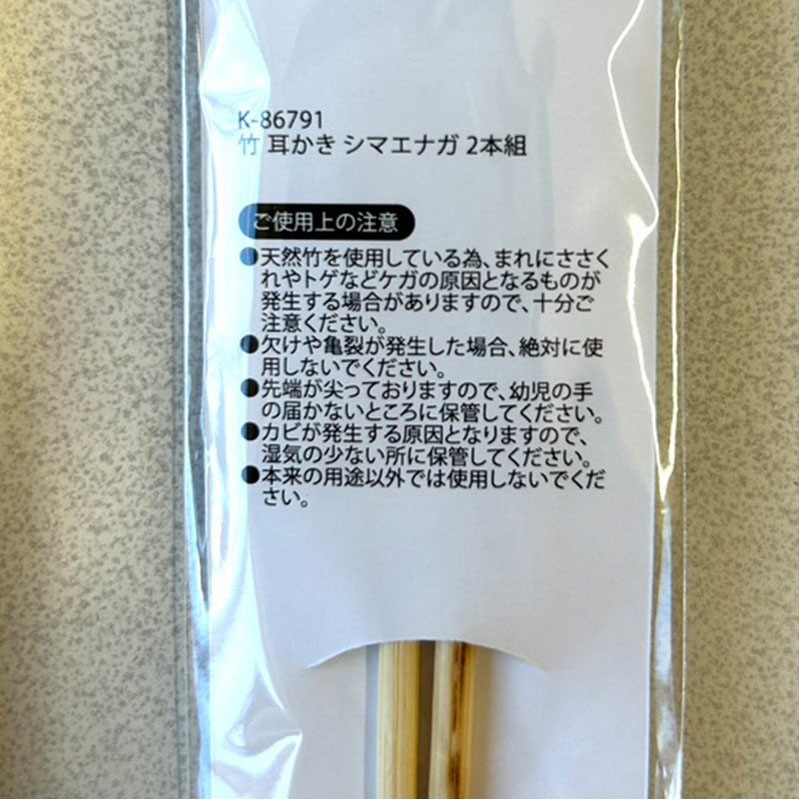 K-86791
竹 耳かき シマエナガ 2本組
ご使用上の注意
●天然竹を使用している為、まれにささく
れやトゲなどケガの原因となるものが
発生する場合がありますので、十分ご
注意ください。
●欠けや亀裂が発生した場合、絶対に使
用しないでください。
●先端が尖っておりますので、幼児の手
の届かないところに保管してください。
●カビが発生する原因となりますので、
湿気の少ない所に保管してください。
●本来の用途以外では使用しないでくだ
さい。